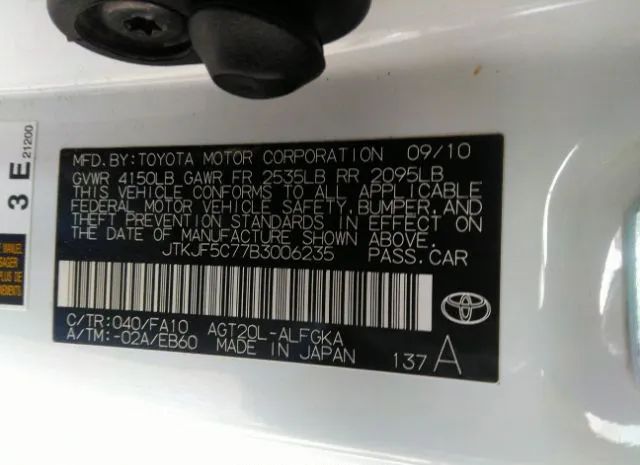 MFD.BY:TOYOTA MOTOR CORPORATION 09/10
GVWR 4150LB GAWR FR 2535LB RR 2095LB
THIS VEHICLE CONFORMS TO ALL APPLICABLE
FEDERAL MOTOR VEHICLE SAFETY,BUMPER,AND
THEFT PREVENTION STANDARDS IN EFFECT ON
THE DATE OF MANUFACTURE SHOWN ABOVE.
JTKJF5C77B3006235 PASS.CAR
C/TR:040/FA10 AGT20L-ALFGKA
A/TM:-02A/EB60 MADE IN JAPAN
137A
3 E 21200